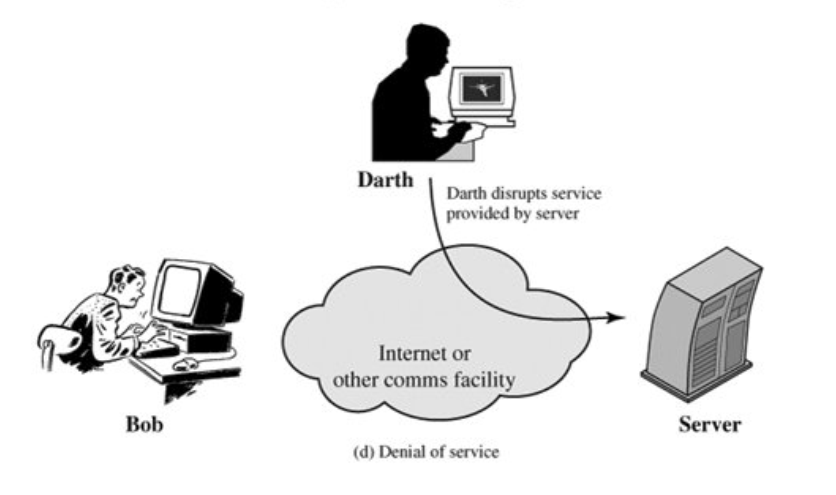 Darth
Darth disrupts service
provided by server
Internet or
other comms facility
Bob
Server
(d) Denial of service